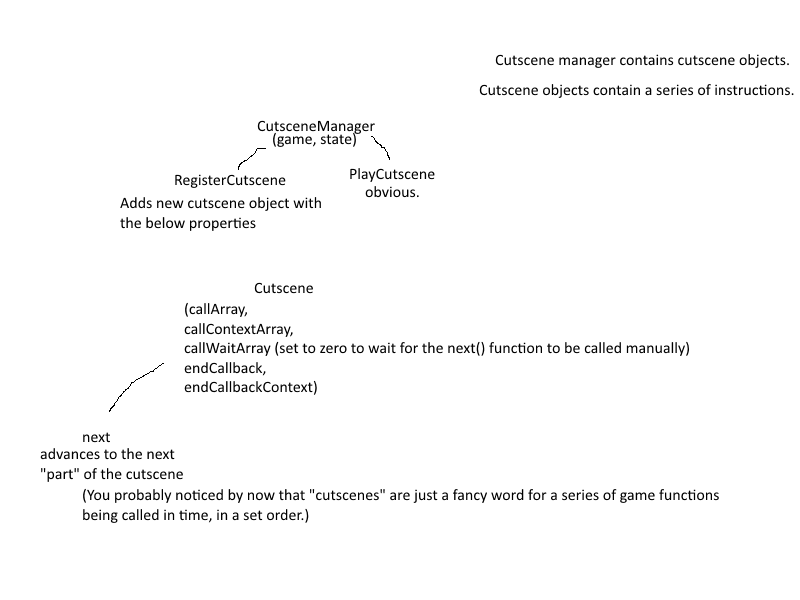 Cutscene manager contains cutscene objects.
Cutscene objects contain a series of instructions.
CutsceneManager
(game, state)
RegisterCutscene
Adds new cutscene object with
the below properties
PlayCutscene
obvious.
Cutscene
(callArray,
callContextArray,
callWaitArray (set to zero to wait for the next() function to be called manually)
endCallback,
endCallbackContext)
next
advances to the next
"part" of the cutscene
(You probably noticed by now that "cutscenes" are just a fancy word for a series of game functions
being called in time, in a set order.)